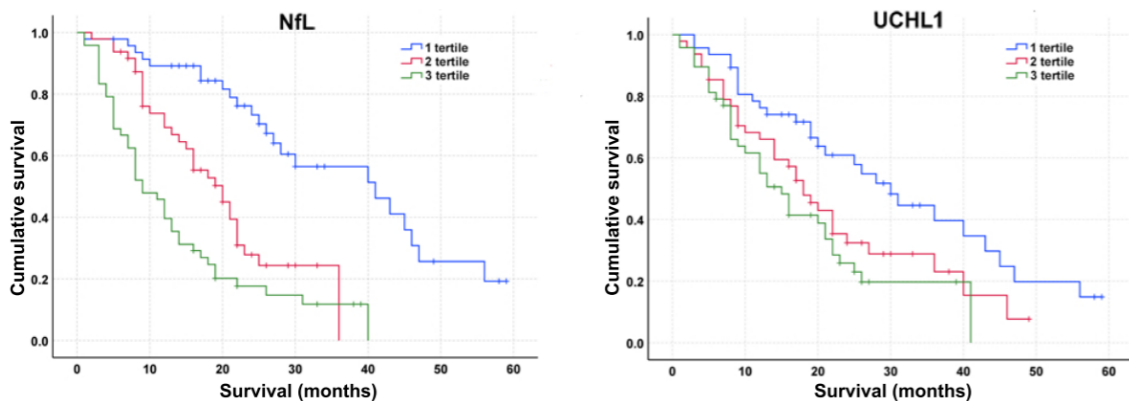 NfL
1.0
0.8
0.6
0.4
0.2
0.0
Cumulative survival
1 tertile
2 tertile
3 tertile
0 10 20 30 40 50 60
Survival (months)
UCHL1
1.0
0.8
0.6
0.4
0.2
0.0
Cumulative survival
1 tertile
2 tertile
3 tertile
0 10 20 30 40 50 60
Survival (months)